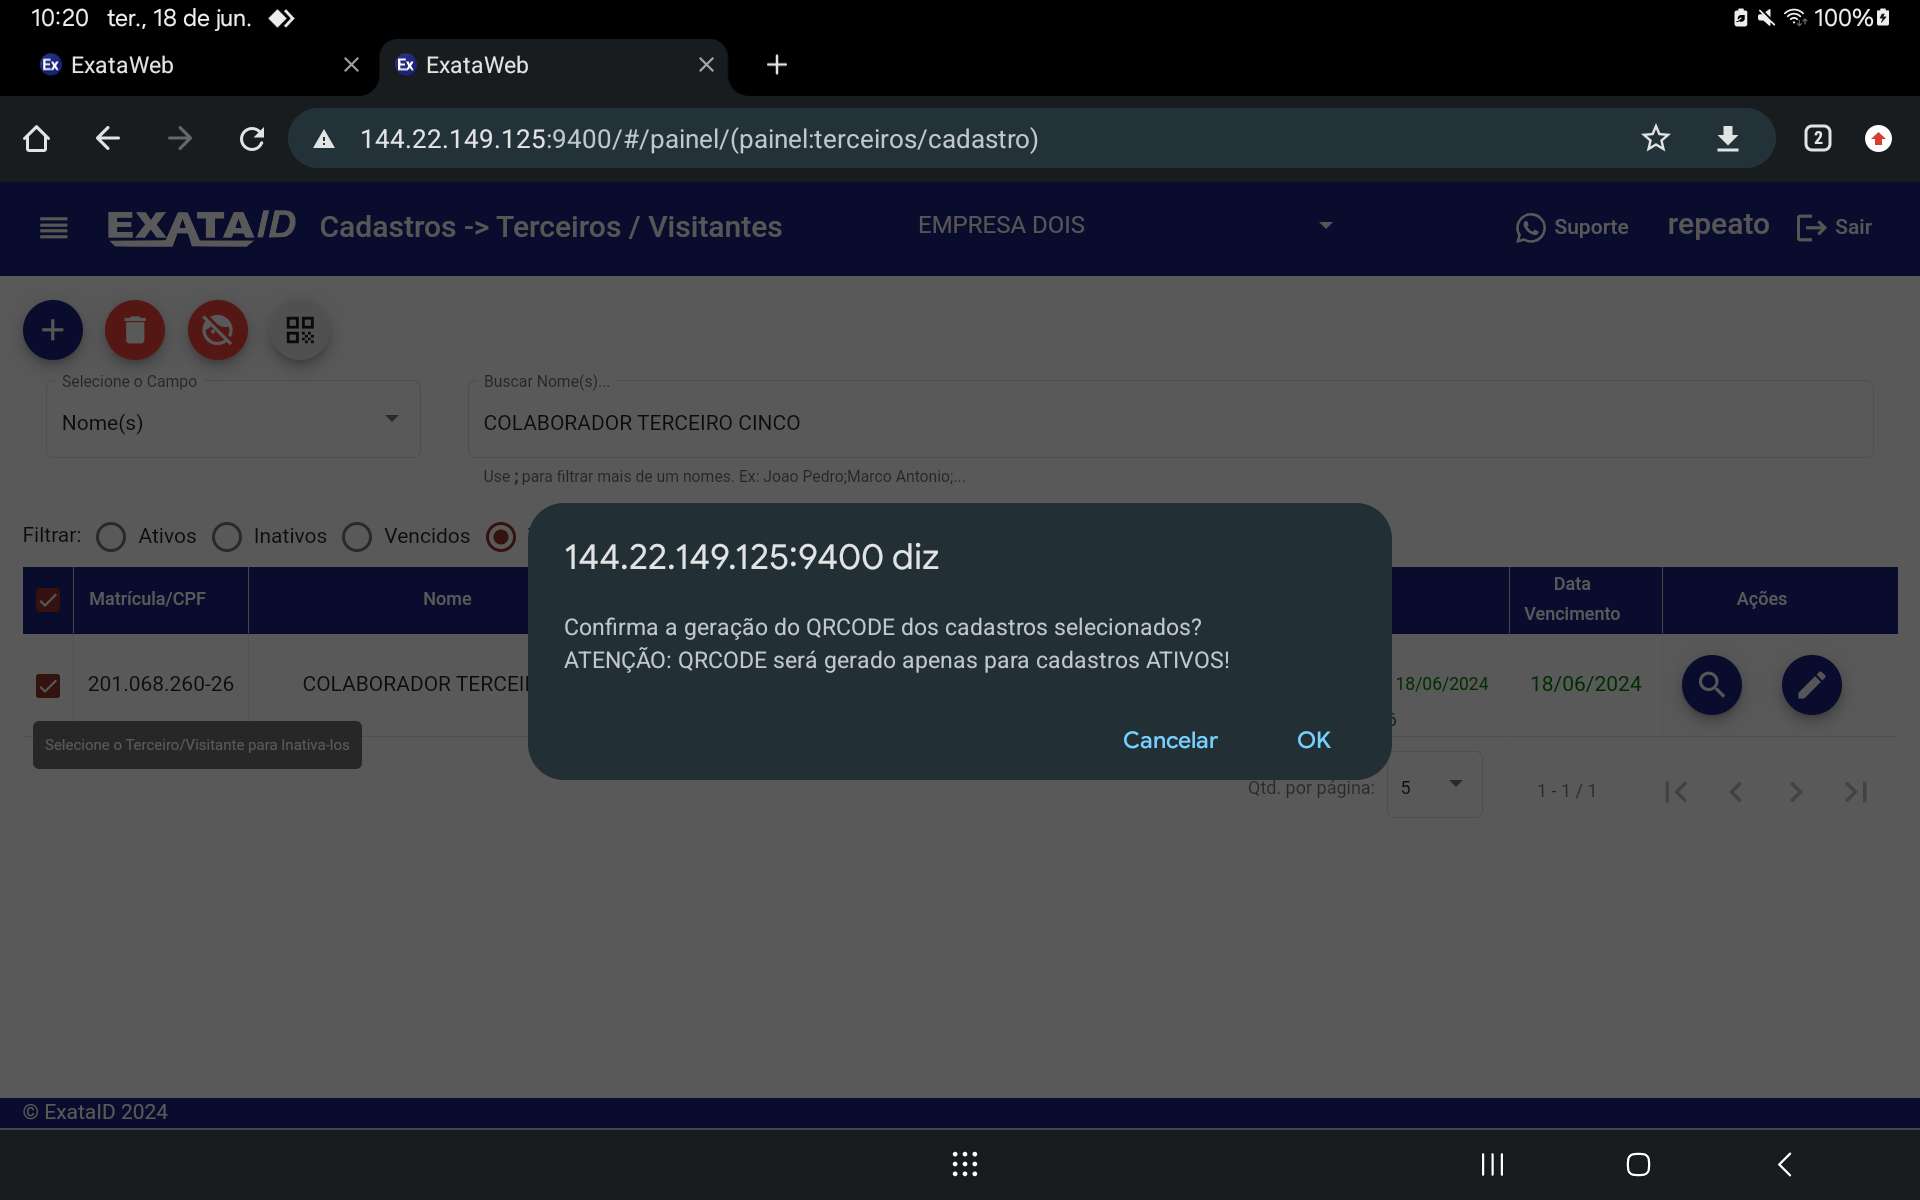 10:20 ter., 18 de jun. 100%
Ex ExataWeb
Ex ExataWeb
144.22.149.125:9400/#/painel/(painel:terceiros/cadastro) 2
EXATAID Cadastros -> Terceiros / Visitantes EMPRESA DOIS Suporte repeato Sair
Selecione o Campo Buscar Nome(s)...
Nome(s) COLABORADOR TERCEIRO CINCO
Use ; para filtrar mais de um nomes. Ex: Joao Pedro;Marco Antonio;...
Filtrar: Ativos Inativos Vencidos
Matrícula/CPF Nome Data Vencimento Ações
201.068.260-26 COLABORADOR TERCEI 18/06/2024 18/06/2024
Selecione o Terceiro/Visitante para Inativa-los
144.22.149.125:9400 diz
Confirma a geração do QRCODE dos cadastros selecionados?
ATENÇÃO: QRCODE será gerado apenas para cadastros ATIVOS!
Cancelar OK
Qtd. por página: 5 1 - 1 / 1
© ExataID 2024